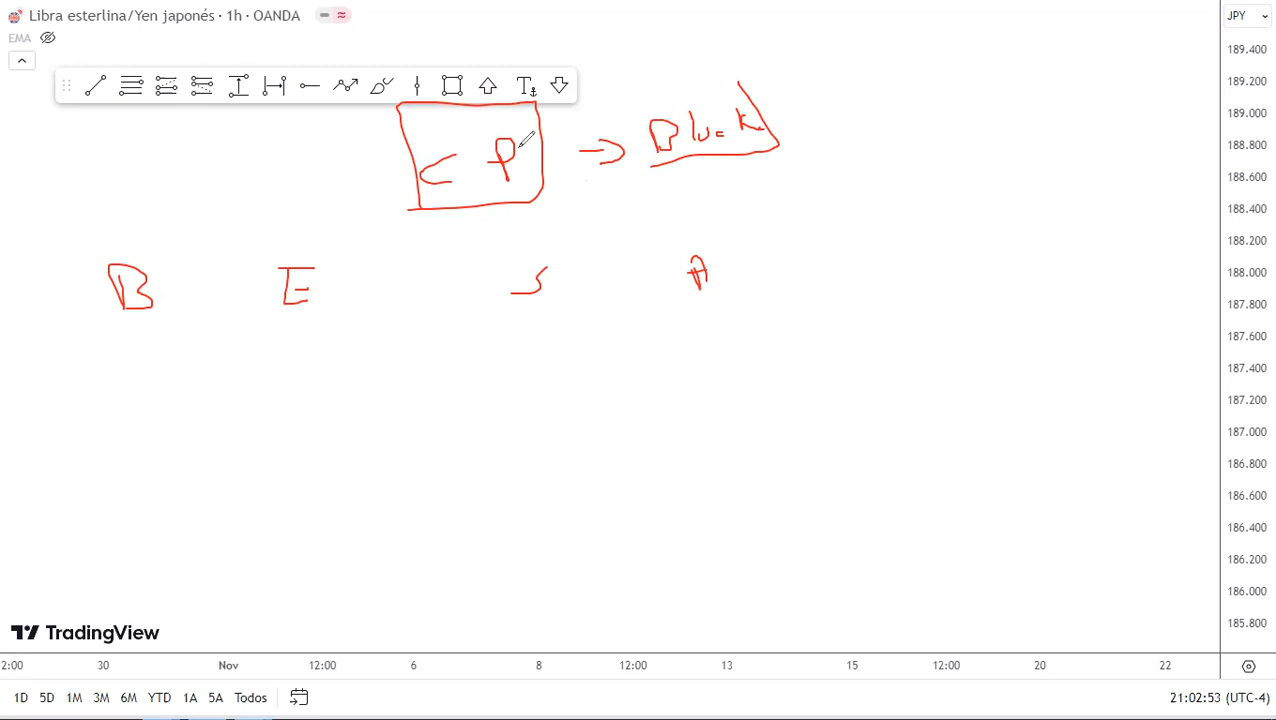 Libra esterlina/Yen japonés · 1h · OANDA
JPY
EMA
C P → Block
B E S A
189.400
189.200
189.000
188.800
188.600
188.400
188.200
188.000
187.800
187.600
187.400
187.200
187.000
186.800
186.600
186.400
186.200
186.000
185.800
TradingView
2:00 30 Nov 12:00 6 8 12:00 13 15 12:00 20 22
1D 5D 1M 3M 6M YTD 1A 5A Todos 21:02:53 (UTC-4)